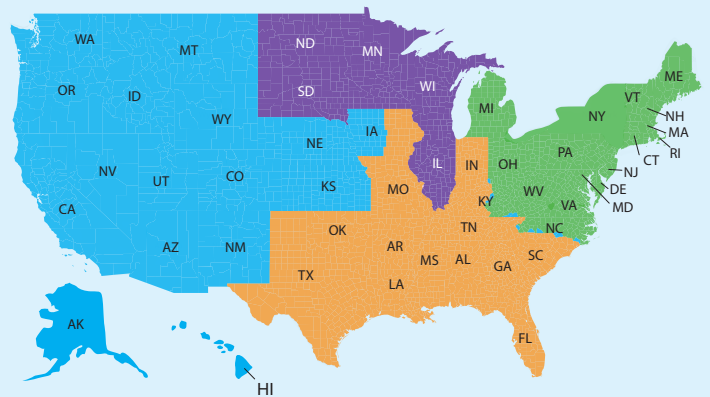 WA
MT
ND
MN
OR
ID
SD
WI
WY
MI
ME
VT
NH
NY
MA
RI
CT
NV
UT
CO
NE
IA
KS
MO
IL
IN
OH
PA
NJ
DE
MD
WV
VA
KY
CA
AZ
NM
OK
TX
AR
LA
TN
MS
AL
GA
NC
SC
FL
AK
HI